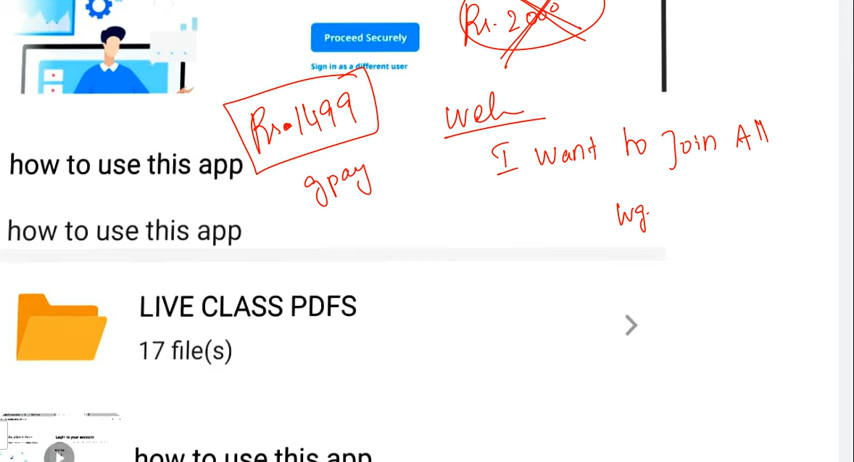 Rs. 2000
Proceed Securely
Sign in as a different user
Rs. 1499
web
I want to Join All
how to use this app
gpay
wg.
how to use this app
LIVE CLASS PDFS
17 file(s)
how to use this app